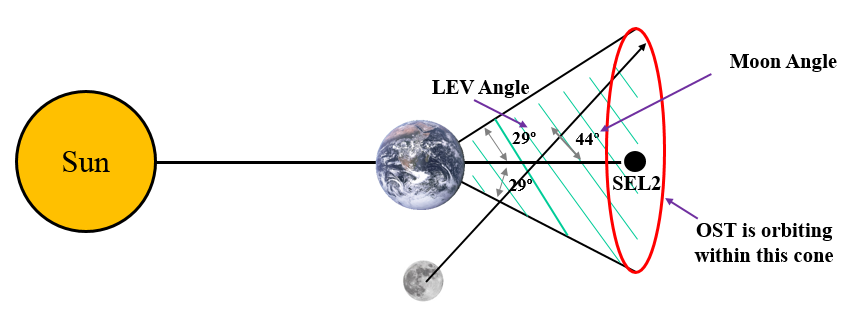 Moon Angle
LEV Angle
29°
44°
Sun
SEL2
29°
OST is orbiting
within this cone